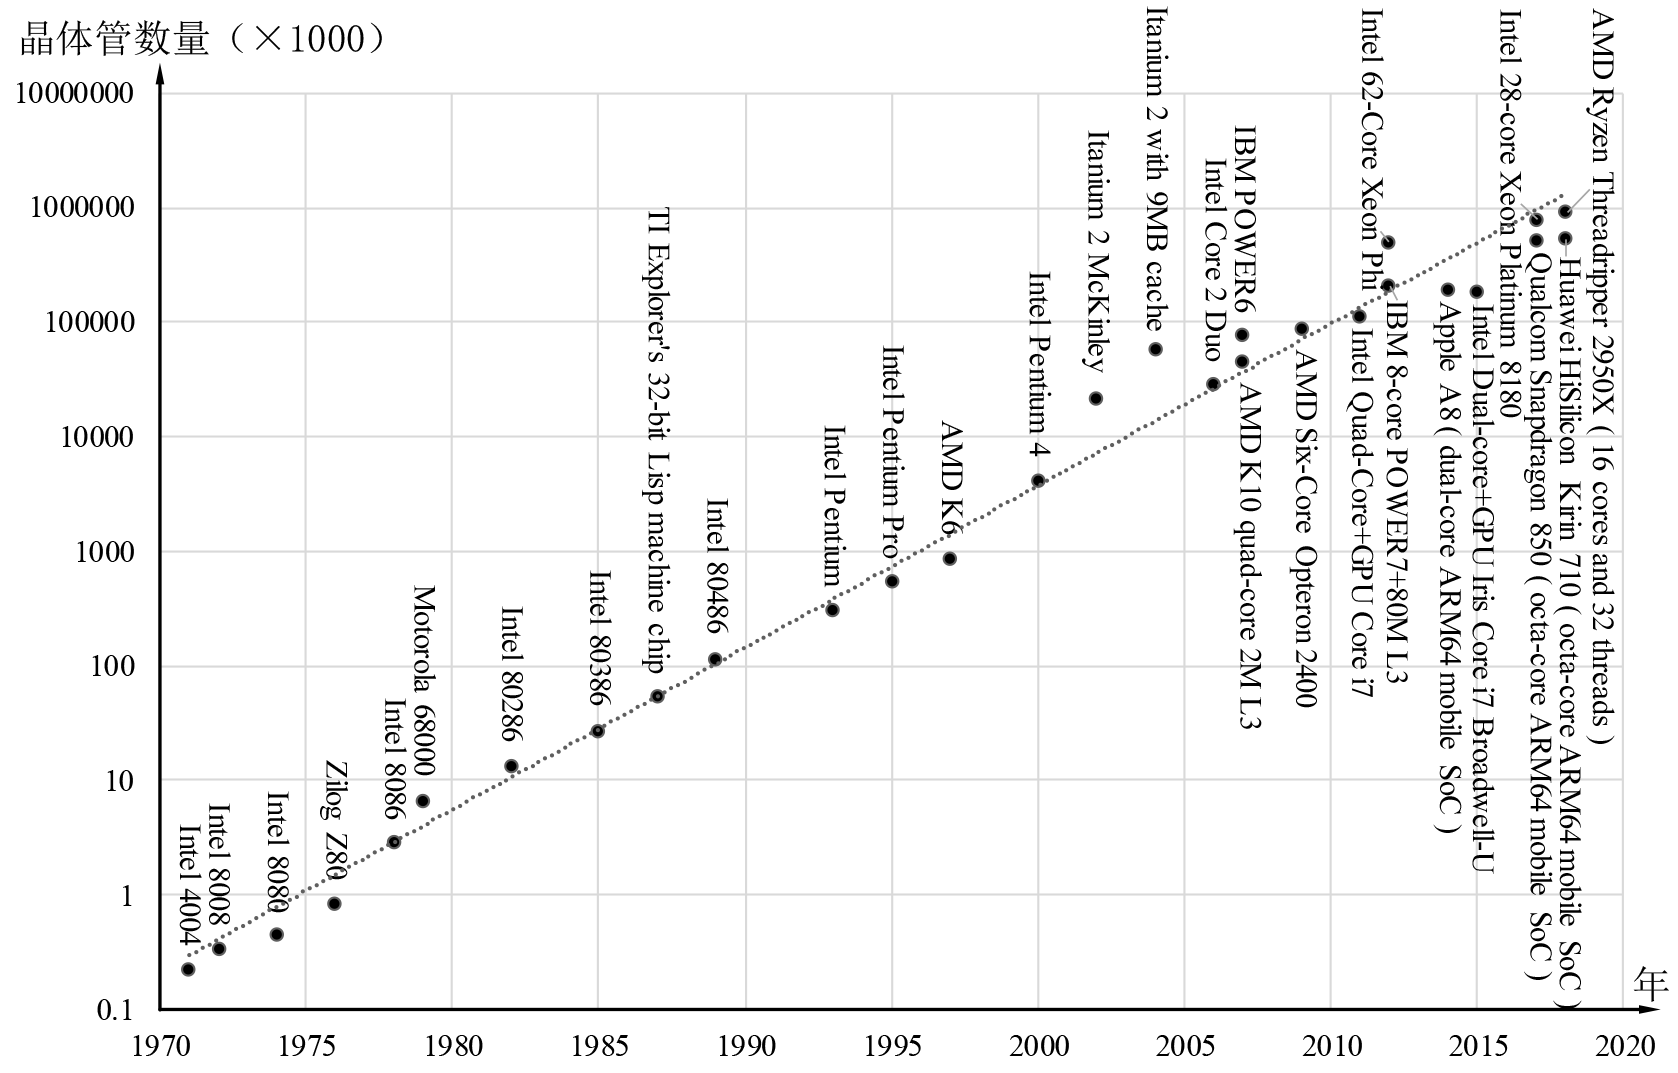 晶体管数量（×1000）
10000000
1000000
100000
10000
1000
100
10
1
0.1
Intel 4004
Intel 8008
Intel 8080
Zilog Z80
Intel 8086
Motorola 68000
Intel 80286
Intel 80386
TI Explorer's 32-bit Lisp machine chip
Intel 80486
Intel Pentium
Intel Pentium Pro
AMD K6
Intel Pentium 4
Itanium 2 McKinley
Itanium 2 with 9MB cache
Intel Core 2 Duo
IBM POWER6
AMD K10 quad-core 2M L3
AMD Six-Core Opteron 2400
Intel Quad-Core+GPU Core i7
Intel 62-Core Xeon Phi
IBM 8-core POWER7+80M L3
Apple A8 ( dual-core ARM64 mobile SoC )
Intel Dual-core+GPU Iris Core i7 Broadwell-U
Intel 28-core Xeon Platinum 8180
Qualcom Snapdragon 850 ( octa-core ARM64 mobile SoC )
Huawei HiSilicon Kirin 710 ( octa-core ARM64 mobile SoC )
AMD Ryzen Threadripper 2950X ( 16 cores and 32 threads )
年
1970 1975 1980 1985 1990 1995 2000 2005 2010 2015 2020